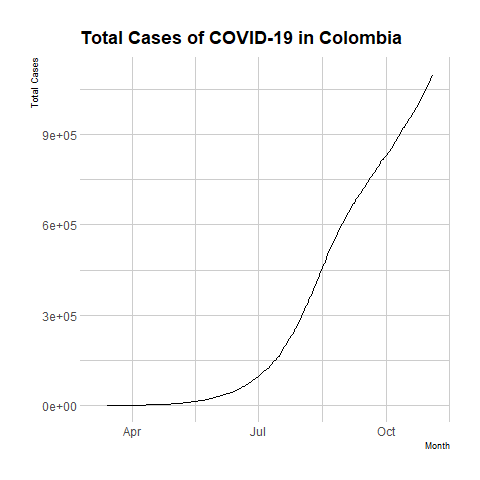 Total Cases of COVID-19 in Colombia
Total Cases
9e+05
6e+05
3e+05
0e+00
Apr Jul Oct
Month